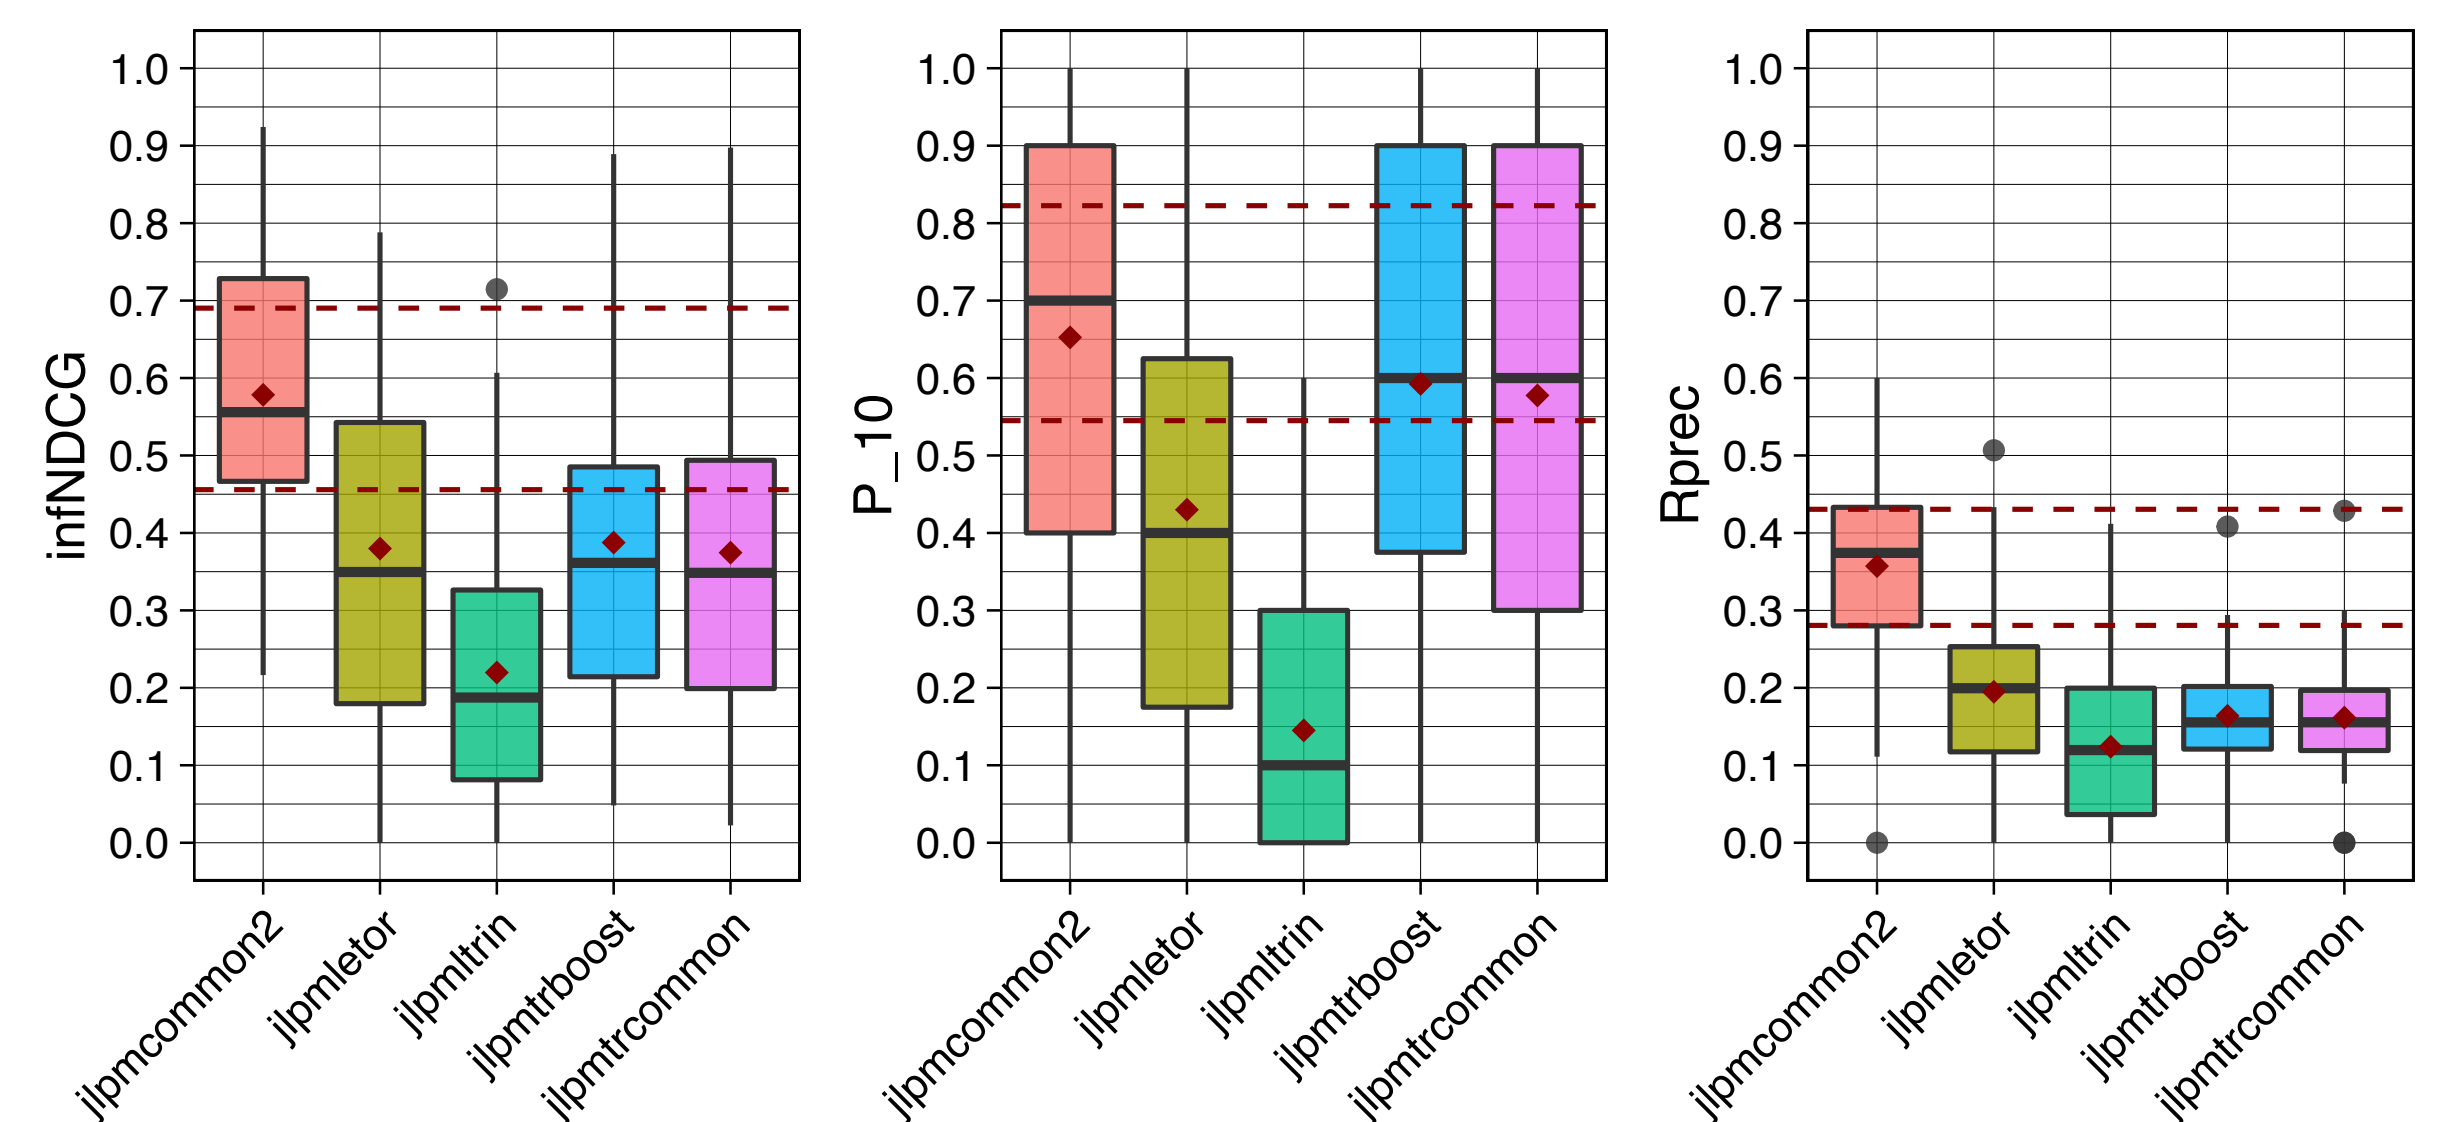 infNDCG
1.0
0.9
0.8
0.7
0.6
0.5
0.4
0.3
0.2
0.1
0.0
jlpmcommon2
jlpmletor
jlpmltrin
jlpmtrboost
jlpmtrcommon
P_10
1.0
0.9
0.8
0.7
0.6
0.5
0.4
0.3
0.2
0.1
0.0
jlpmcommon2
jlpmletor
jlpmltrin
jlpmtrboost
jlpmtrcommon
Rprec
1.0
0.9
0.8
0.7
0.6
0.5
0.4
0.3
0.2
0.1
0.0
jlpmcommon2
jlpmletor
jlpmltrin
jlpmtrboost
jlpmtrcommon